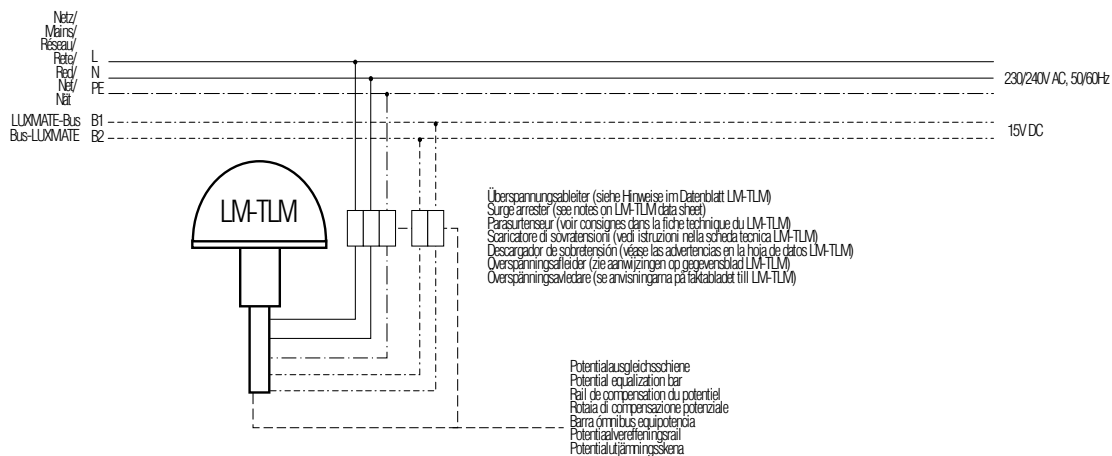 Netz/
Mains/
Réseau/
Rete/
Red/
Net/
Nät
L
N
PE
230/240V AC, 50/60Hz
LUXMATE-Bus B1
Bus-LUXMATE B2
15V DC
LM-TLM
Überspannungsableiter (siehe Hinweise im Datenblatt LM-TLM)
Surge arrester (see notes on LM-TLM data sheet)
Parasurtenseur (voir consignes dans la fiche technique du LM-TLM)
Scaricatore di sovratensioni (vedi istruzioni nella scheda tecnica LM-TLM)
Descargador de sobretensión (véase las advertencias en la hoja de datos LM-TLM)
Overspänningsafleider (zie aanwijzingen op gegevensblad LM-TLM)
Överspänningsavledare (se anvisningarna på faktabladet till LM-TLM)
Potentialausgleichsschiene
Potential equalization bar
Rail de compensation du potentiel
Rotaia di compensazione potenziale
Barra ómnibus equipotencia
Potentiaalvereffeningsrail
Potentialutjämningsskena